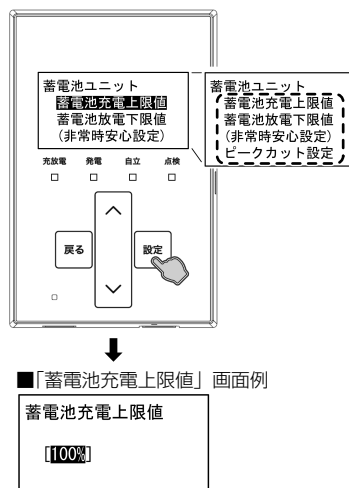 蓄電池ユニット
蓄電池充電上限値
蓄電池放電下限値
(非常時安心設定)
蓄電池ユニット
蓄電池充電上限値
蓄電池放電下限値
(非常時安心設定)
ピークカット設定
充放電 発電 自立 点検
戻る 設定
■「蓄電池充電上限値」画面例
蓄電池充電上限値
[100%]